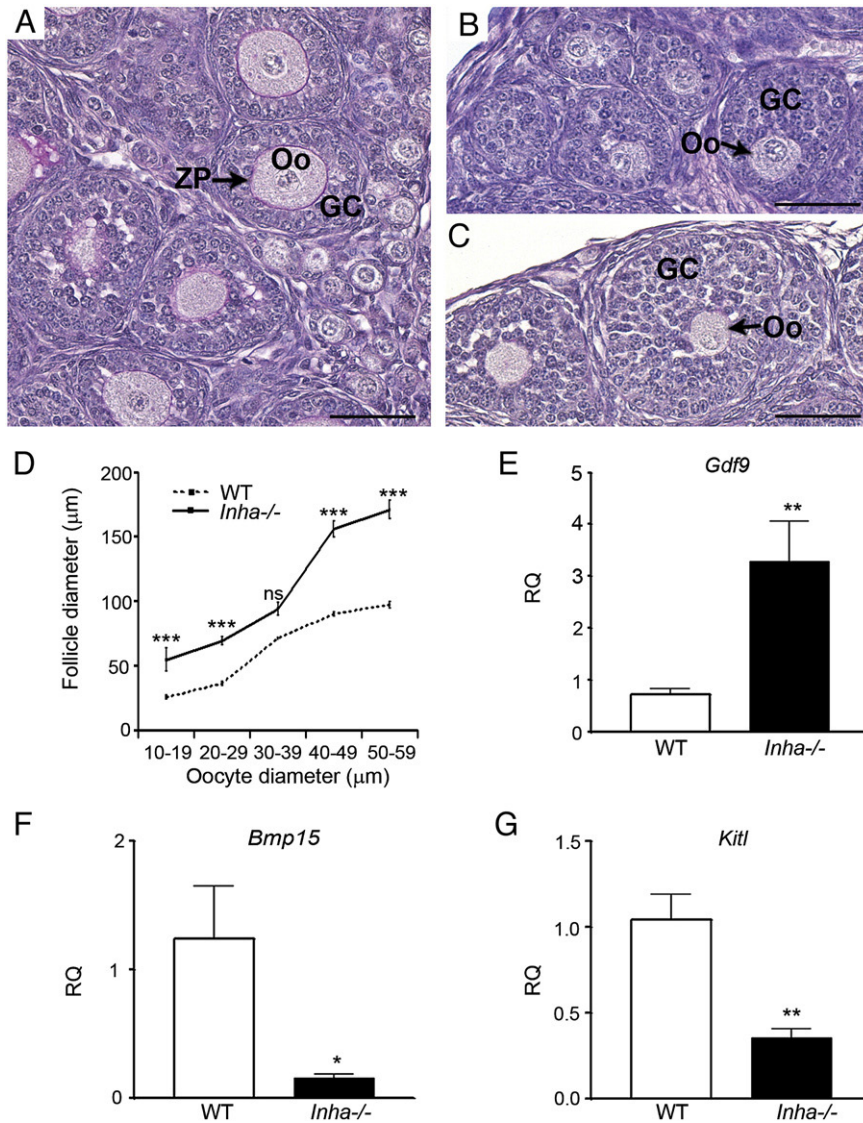 A
Oo
ZP
GC
B
GC
Oo
C
GC
Oo
D
200
150
100
50
0
Follicle diameter (μm)
WT
Inha-/-
***
***
ns
***
***
10-19 20-29 30-39 40-49 50-59
Oocyte diameter (μm)
E
Gdf9
5
4
3
2
1
0
RQ
**
WT Inha-/-
F
Bmp15
2
1
0
RQ
*
WT Inha-/-
G
Kitl
1.5
1.0
0.5
0.0
RQ
**
WT Inha-/-